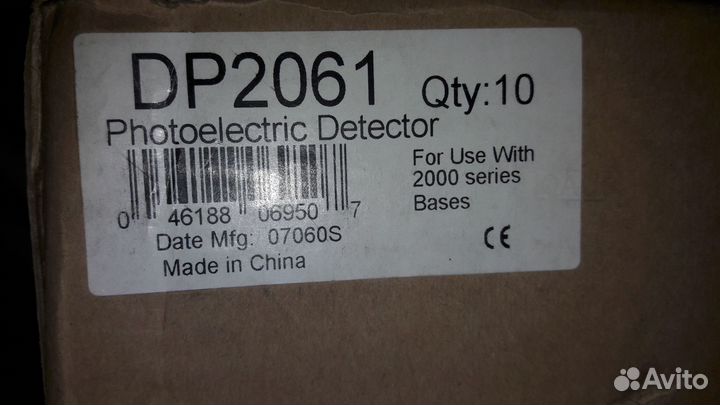 DP2061 Qty:10
Photoelectric Detector
For Use With
2000 series
Bases
0 46188 06950 7
Date Mfg: 07060S
Made in China
CE
Avito